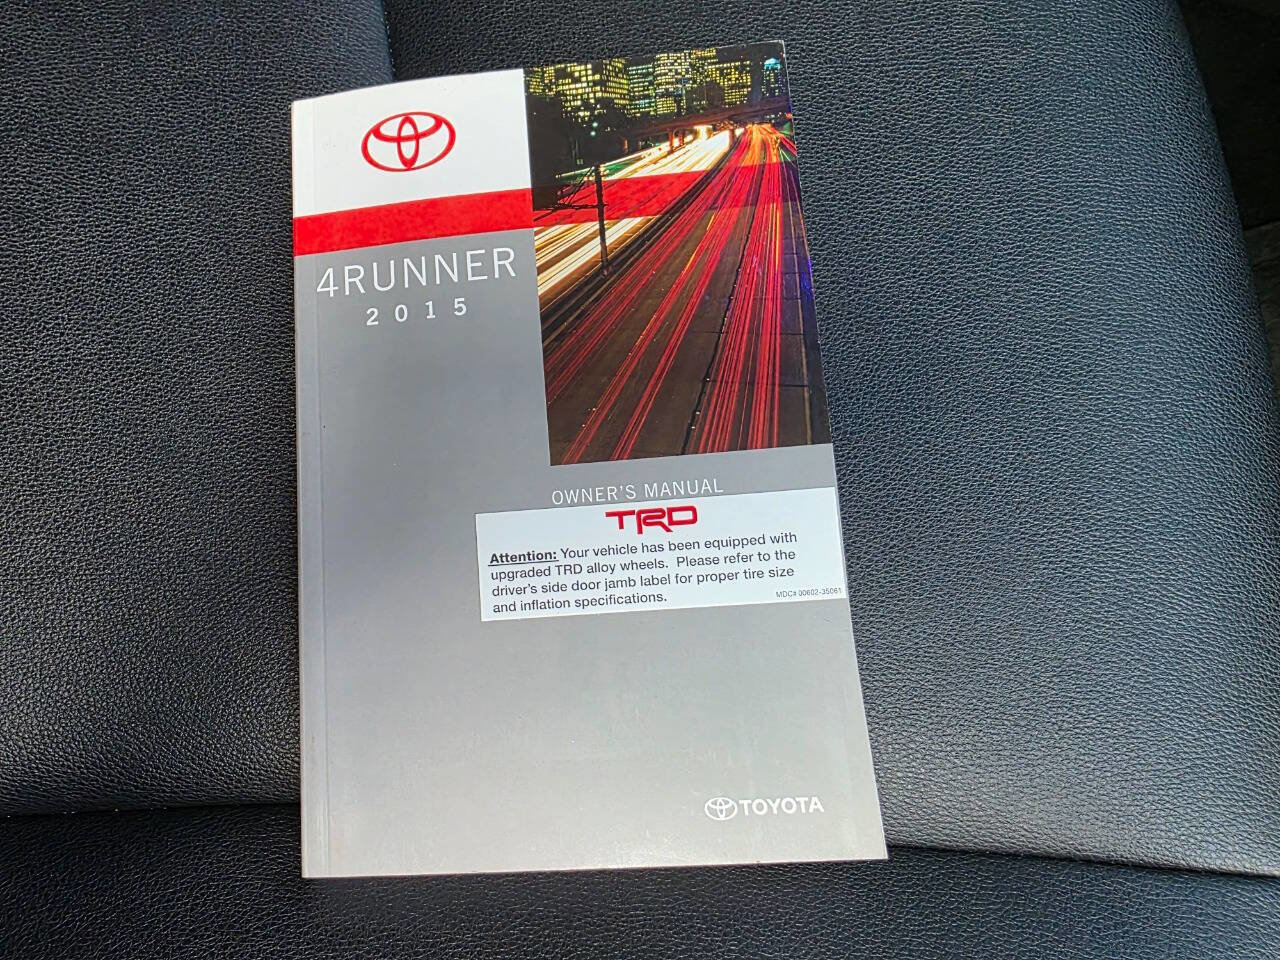 4RUNNER
2015
OWNER'S MANUAL
TRD
Attention: Your vehicle has been equipped with
upgraded TRD alloy wheels. Please refer to the
driver's side door jamb label for proper tire size
and inflation specifications.
MDC# 00602-35061
TOYOTA